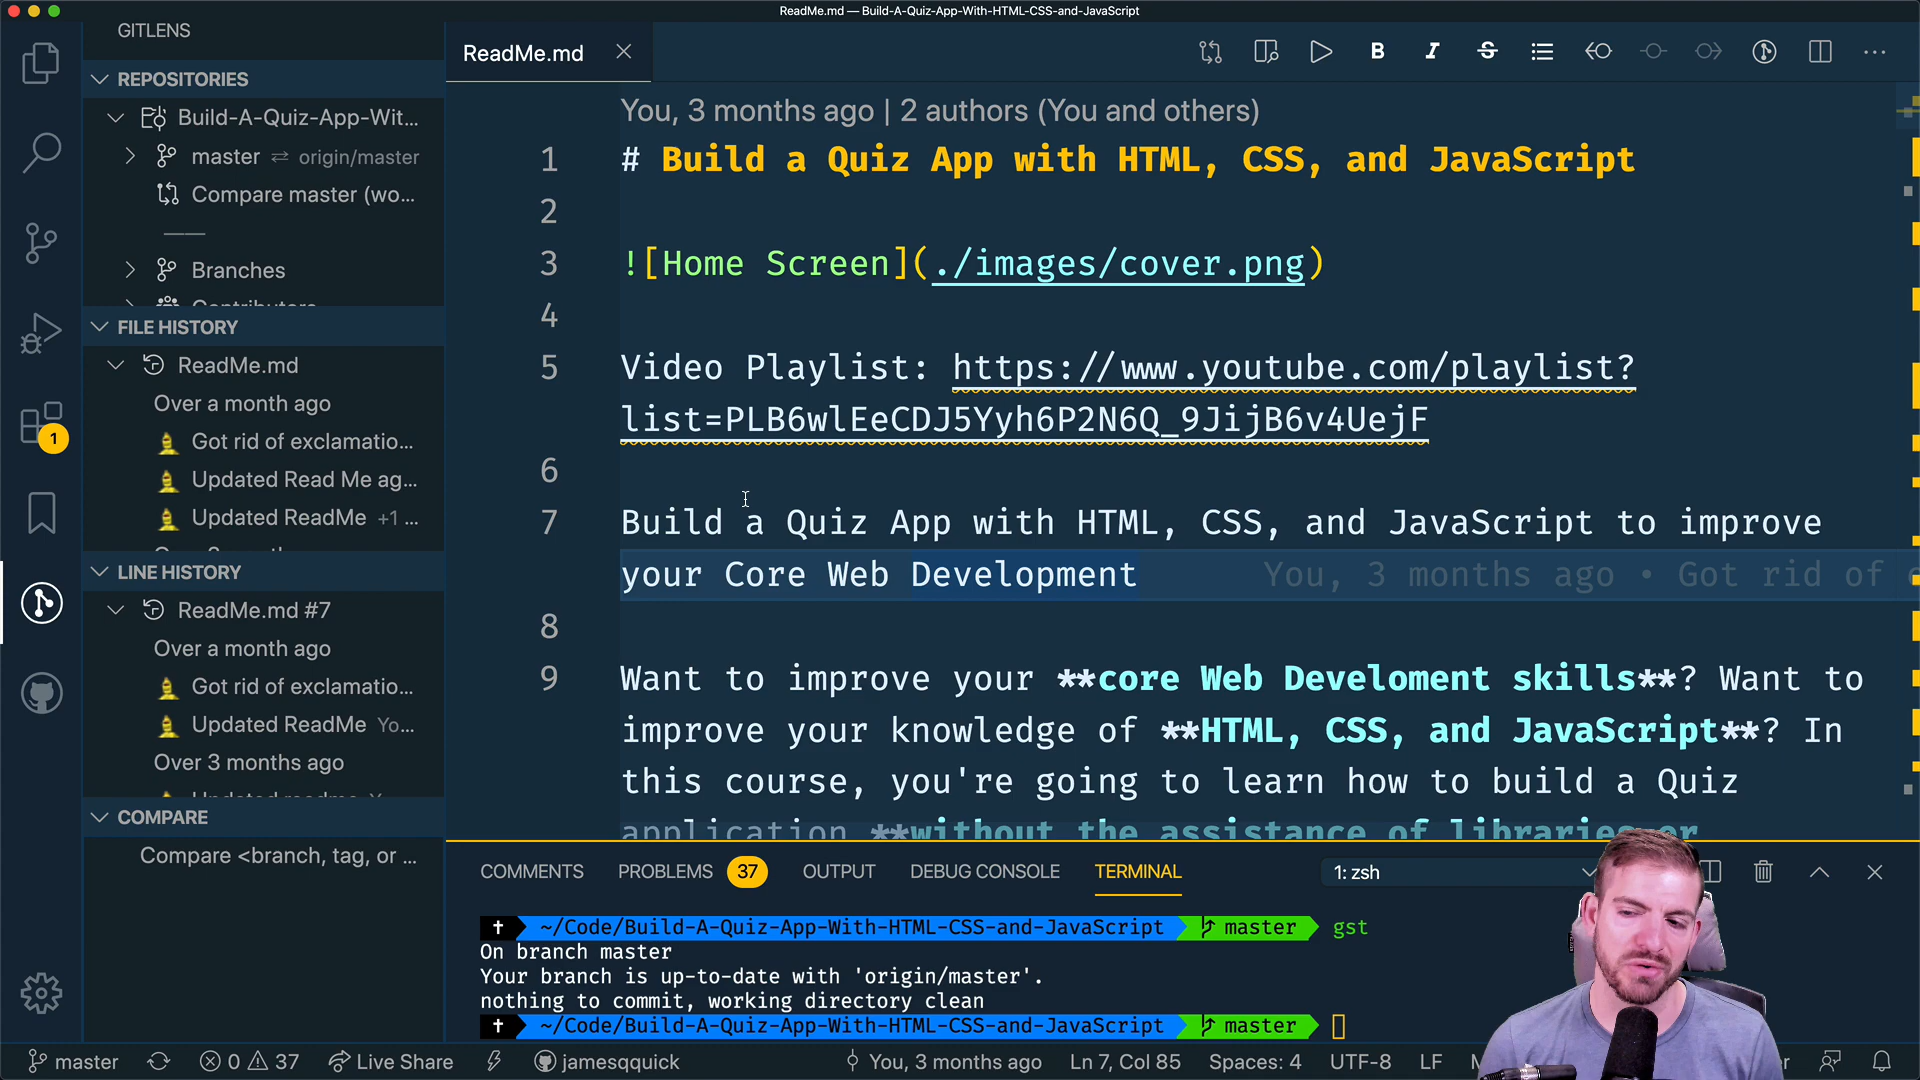 ReadMe.md — Build-A-Quiz-App-With-HTML-CSS-and-JavaScript
GITLENS
REPOSITORIES
Build-A-Quiz-App-Wit...
master ⇄ origin/master
Compare master (wo...
Branches
Contributors
FILE HISTORY
ReadMe.md
Over a month ago
Got rid of exclamatio...
Updated Read Me ag...
Updated ReadMe +1 ...
LINE HISTORY
ReadMe.md #7
Over a month ago
Got rid of exclamatio...
Updated ReadMe Yo...
Over 3 months ago
Updated readme
COMPARE
Compare <branch, tag, or ...
1
ReadMe.md
You, 3 months ago | 2 authors (You and others)
1 # Build a Quiz App with HTML, CSS, and JavaScript
2
3 ![Home Screen](./images/cover.png)
4
5 Video Playlist: https://www.youtube.com/playlist?
list=PLB6wlEeCDJ5Yyh6P2N6Q_9JijB6v4UejF
6
7 Build a Quiz App with HTML, CSS, and JavaScript to improve
your Core Web Development You, 3 months ago • Got rid of
8
9 Want to improve your **core Web Develoment skills**? Want to
improve your knowledge of **HTML, CSS, and JavaScript**? In
this course, you're going to learn how to build a Quiz
application **without the assistance of libraries or
COMMENTS PROBLEMS 37 OUTPUT DEBUG CONSOLE TERMINAL 1: zsh
~/Code/Build-A-Quiz-App-With-HTML-CSS-and-JavaScript master gst
On branch master
Your branch is up-to-date with 'origin/master'.
nothing to commit, working directory clean
~/Code/Build-A-Quiz-App-With-HTML-CSS-and-JavaScript master
master 0 37 Live Share jamesqquick You, 3 months ago Ln 7, Col 85 Spaces: 4 UTF-8 LF